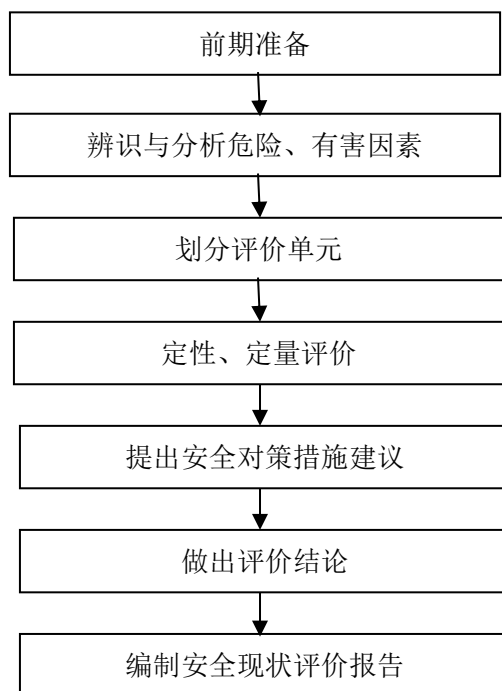 前期准备
辨识与分析危险、有害因素
划分评价单元
定性、定量评价
提出安全对策措施建议
做出评价结论
编制安全现状评价报告